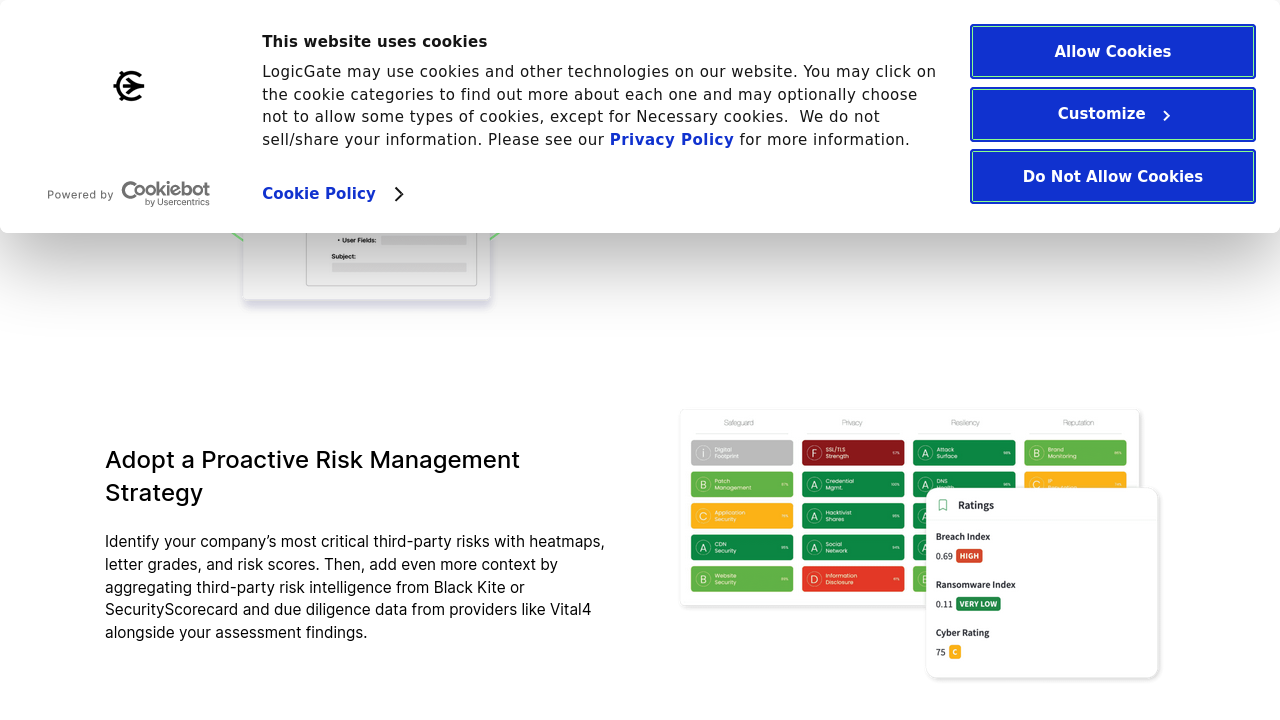 This website uses cookies
LogicGate may use cookies and other technologies on our website. You may click on
the cookie categories to find out more about each one and may optionally choose
not to allow some types of cookies, except for Necessary cookies.  We do not
sell/share your information. Please see our Privacy Policy for more information.
Powered by Cookiebot
by Usercentrics
Cookie Policy
Allow Cookies
Customize
Do Not Allow Cookies
• User Fields:
Subject:
Adopt a Proactive Risk Management
Strategy
Identify your company’s most critical third-party risks with heatmaps,
letter grades, and risk scores. Then, add even more context by
aggregating third-party risk intelligence from Black Kite or
SecurityScorecard and due diligence data from providers like Vital4
alongside your assessment findings.
Safeguard
Privacy
Resiliency
Reputation
i Digital
Footprint
F SSL/TLS
Strength
A Attack
Surface
B Brand
Monitoring
B Patch
Management
A Credential
Mgmt.
A DNS
C IP
C Application
Security
A Hacktivist
Shares
A CDN
Security
A Social
Network
B Website
Security
D Information
Disclosure
Ratings
Breach Index
0.69 HIGH
Ransomware Index
0.11 VERY LOW
Cyber Rating
75 C